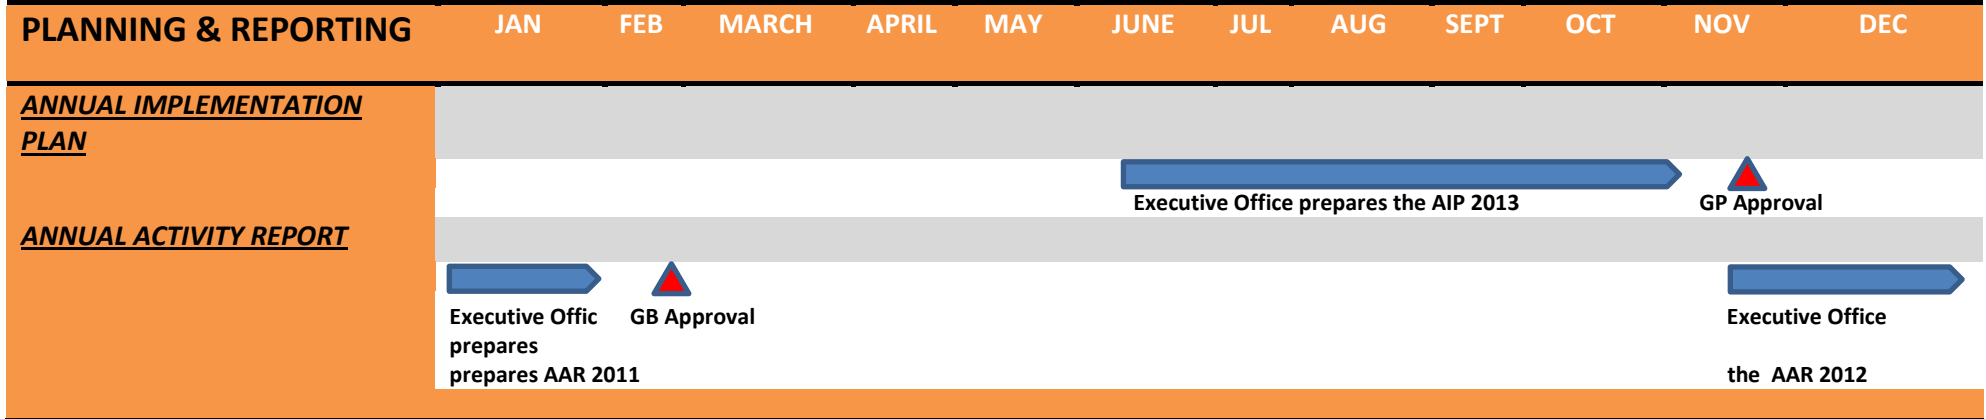 PLANNING & REPORTING JAN FEB MARCH APRIL MAY JUNE JUL AUG SEPT OCT NOV DEC
ANNUAL IMPLEMENTATION
PLAN
Executive Office prepares the AIP 2013 GP Approval
ANNUAL ACTIVITY REPORT
Executive Offic GB Approval Executive Office
prepares
prepares AAR 2011 the AAR 2012